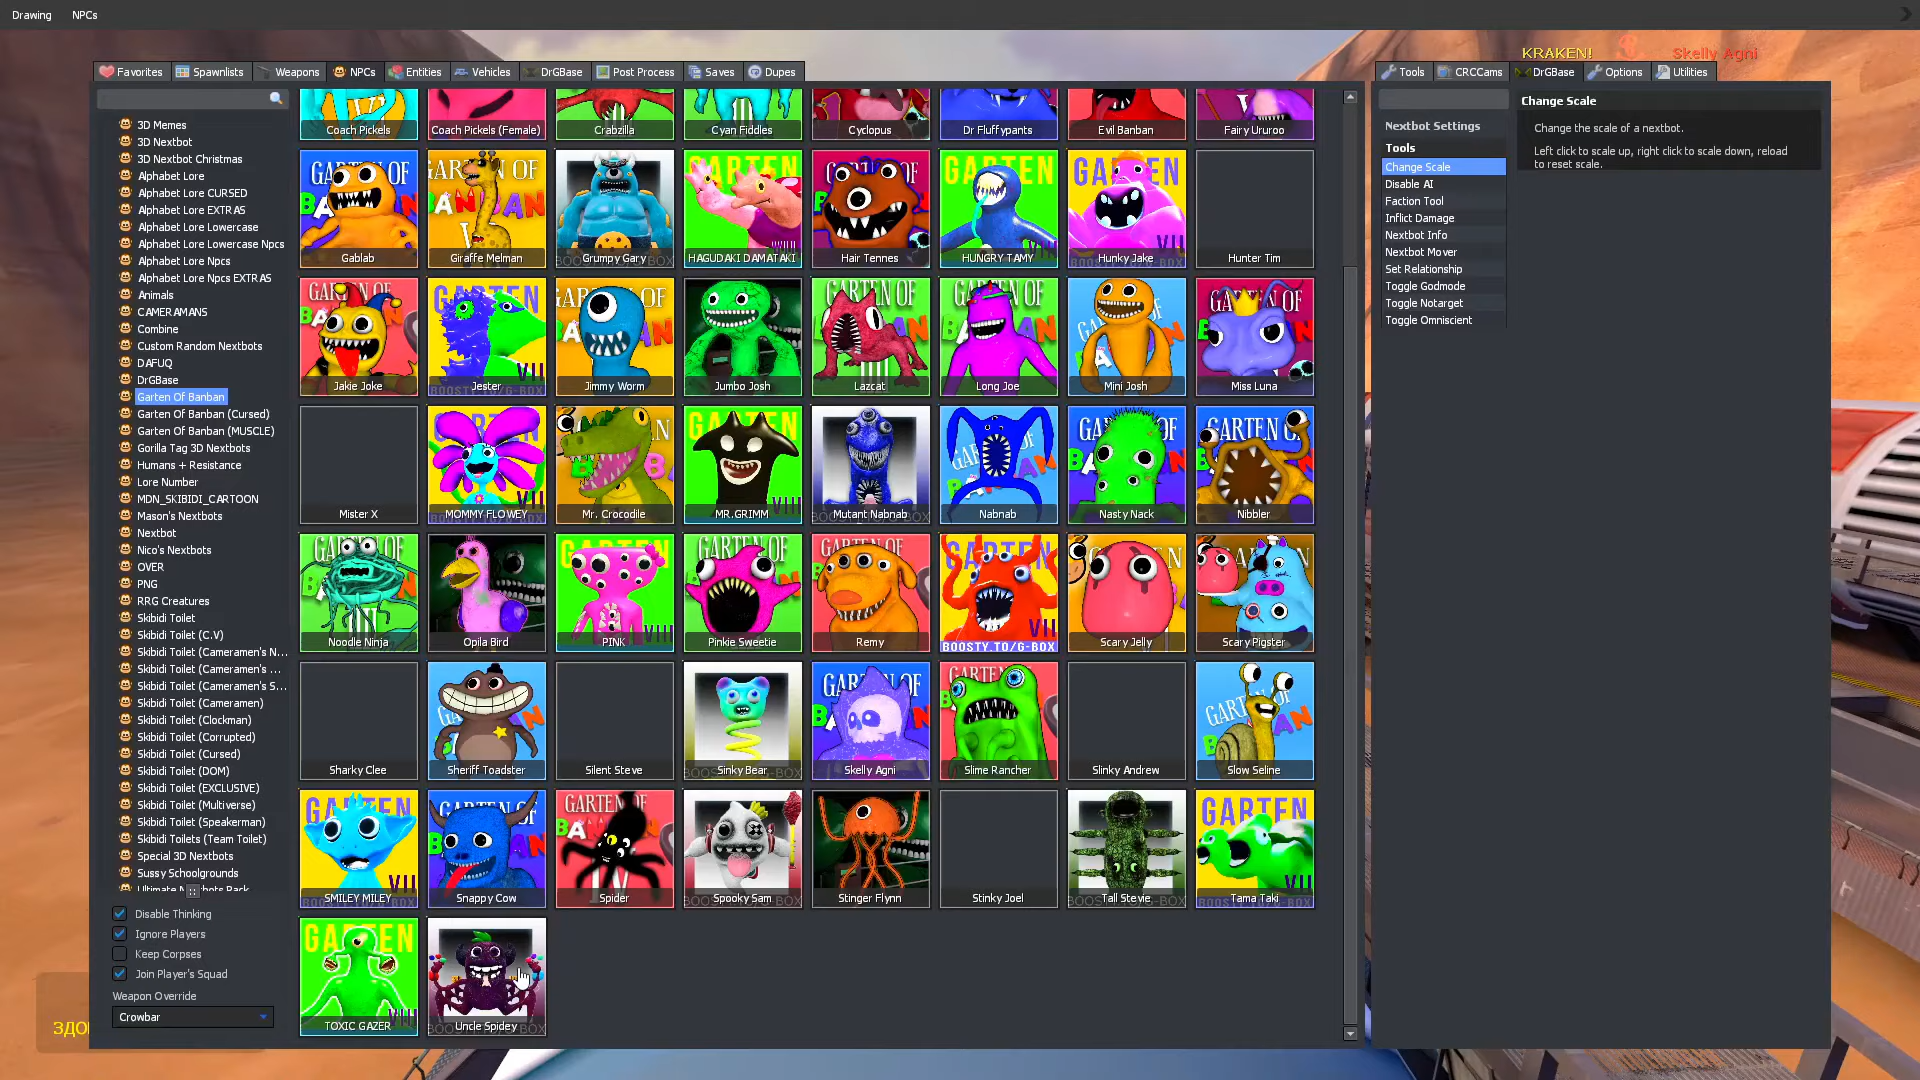 Drawing NPCs
KRAKEN! Skelly Agni
Favorites Spawnlists Weapons NPCs Entities Vehicles DrGBase Post Process Saves Dupes
3D Memes
3D Nextbot
3D Nextbot Christmas
Alphabet Lore
Alphabet Lore CURSED
Alphabet Lore EXTRAS
Alphabet Lore Lowercase
Alphabet Lore Lowercase Npcs
Alphabet Lore Npcs
Alphabet Lore Npcs EXTRAS
Animals
CAMERAMANS
Combine
Custom Random Nextbots
DAFUQ
DrGBase
Garten Of Banban
Garten Of Banban (Cursed)
Garten Of Banban (MUSCLE)
Gorilla Tag 3D Nextbots
Humans + Resistance
Lore Number
MDN_SKIBIDI_CARTOON
Mason's Nextbots
Nextbot
Nico's Nextbots
OVER
PNG
RRG Creatures
Skibidi Toilet
Skibidi Toilet (C.V)
Skibidi Toilet (Cameramen's N...
Skibidi Toilet (Cameramen's ...
Skibidi Toilet (Cameramen's S...
Skibidi Toilet (Cameramen)
Skibidi Toilet (Clockman)
Skibidi Toilet (Corrupted)
Skibidi Toilet (Cursed)
Skibidi Toilet (DOM)
Skibidi Toilet (EXCLUSIVE)
Skibidi Toilet (Multiverse)
Skibidi Toilet (Speakerman)
Skibidi Toilets (Team Toilet)
Special 3D Nextbots
Sussy Schoolgrounds
Disable Thinking
Ignore Players
Keep Corpses
Join Player's Squad
Weapon Override
Crowbar
Coach Pickels Coach Pickels (Female) Crabzilla Cyan Fiddles Cyclopus Dr Fluffypants Evil Banban Fairy Ururoo
Gablab Giraffe Melman Grumpy Gary HAGUDAKI DAMATAKI Hair Tennes HUNGRY TAMY Hunky Jake Hunter Tim
Jakie Joke Jester Jimmy Worm Jumbo Josh Lazcat Long Joe Mini Josh Miss Luna
Mister X MOMMY FLOWEY Mr. Crocodile MR.GRIMM Mutant Nabnab Nabnab Nasty Nack Nibbler
Noodle Ninja Opila Bird PINK Pinkie Sweetie Remy BOOSTY.TO/G-BOX Scary Jelly Scary Pigster
Sharky Clee Sheriff Toadster Silent Steve Sinky Bear Skelly Agni Slime Rancher Slinky Andrew Slow Seline
SMILEY MILEY Snappy Cow Spider Spooky Sam Stinger Flynn Stinky Joel Tall Stevie Tama Taki
TOXIC GAZER Uncle Spidey
Tools CRCCams DrGBase Options Utilities
Nextbot Settings
Tools
Change Scale
Disable AI
Faction Tool
Inflict Damage
Nextbot Info
Nextbot Mover
Set Relationship
Toggle Godmode
Toggle Notarget
Toggle Omniscient
Change Scale
Change the scale of a nextbot.
Left click to scale up, right click to scale down, reload
to reset scale.